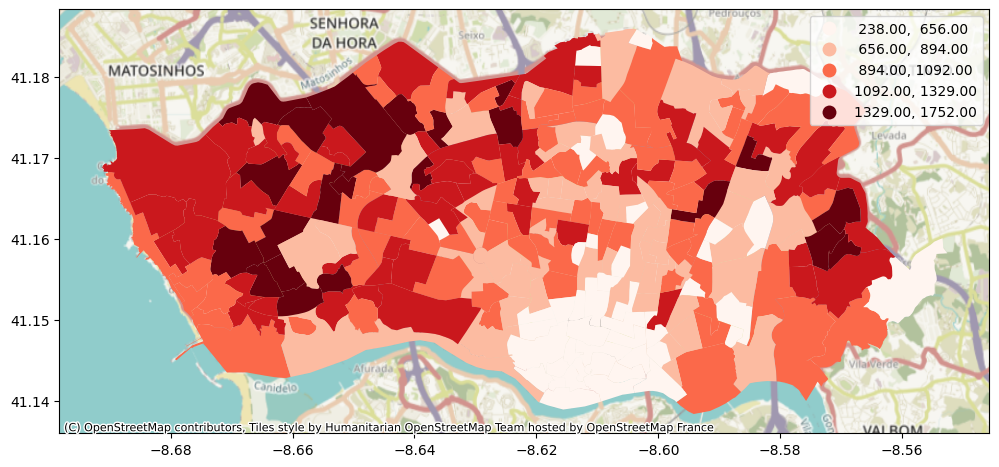 SENHORA
DA HORA
Seixo
Pedrouços
MATOSINHOS
Matosinhos
238.00, 656.00
656.00, 894.00
894.00, 1092.00
1092.00, 1329.00
1329.00, 1752.00
Levada
41.18
41.17
41.16
41.15
41.14
Afurada
Canidelo
Vila Verde
VALBOM
(C) OpenStreetMap contributors, Tiles style by Humanitarian OpenStreetMap Team hosted by OpenStreetMap France
−8.68
−8.66
−8.64
−8.62
−8.60
−8.58
−8.56